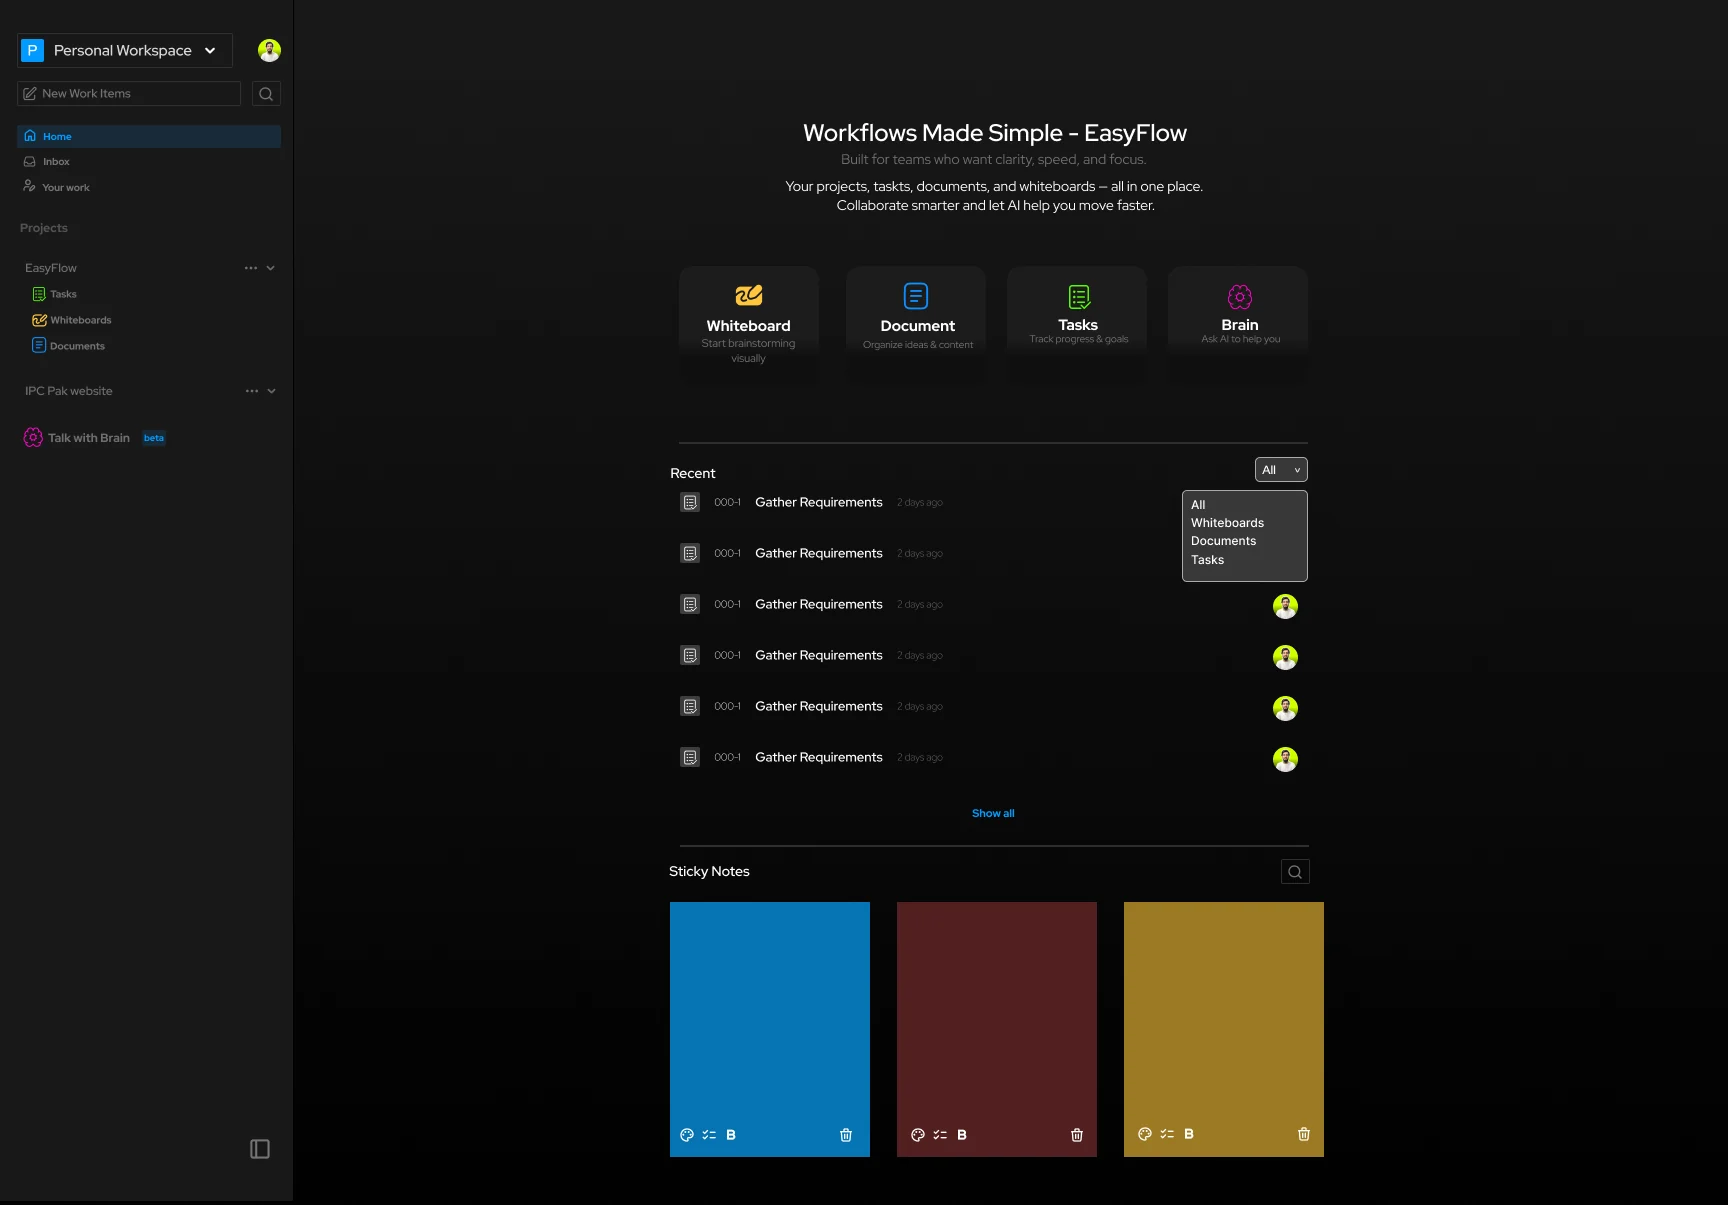 P Personal Workspace
New Work Items
Home
Inbox
Your work
Projects
EasyFlow
Tasks
Whiteboards
Documents
IPC Pak website
Talk with Brain beta
Workflows Made Simple - EasyFlow
Built for teams who want clarity, speed, and focus.
Your projects, taskts, documents, and whiteboards — all in one place.
Collaborate smarter and let AI help you move faster.
Whiteboard
Start brainstorming
visually
Document
Organize ideas & content
Tasks
Track progress & goals
Brain
Ask AI to help you
Recent
All
All
Whiteboards
Documents
Tasks
000-1 Gather Requirements 2 days ago
000-1 Gather Requirements 2 days ago
000-1 Gather Requirements 2 days ago
000-1 Gather Requirements 2 days ago
000-1 Gather Requirements 2 days ago
000-1 Gather Requirements 2 days ago
Show all
Sticky Notes
B
B
B